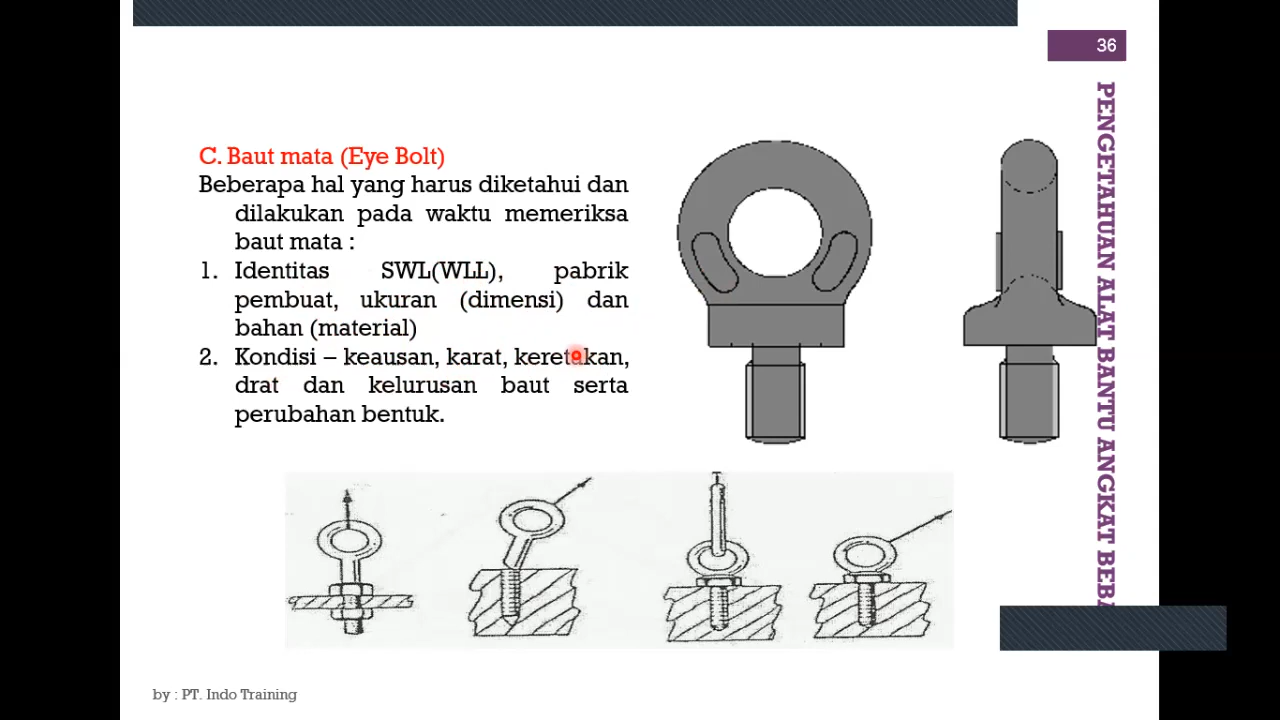 36
C. Baut mata (Eye Bolt)
Beberapa hal yang harus diketahui dan
dilakukan pada waktu memeriksa
baut mata :
1. Identitas SWL(WLL), pabrik
pembuat, ukuran (dimensi) dan
bahan (material)
2. Kondisi – keausan, karat, keretakan,
drat dan kelurusan baut serta
perubahan bentuk.
PENGETAHUAN ALAT BANTU ANGKAT BEBA
by : PT. Indo Training